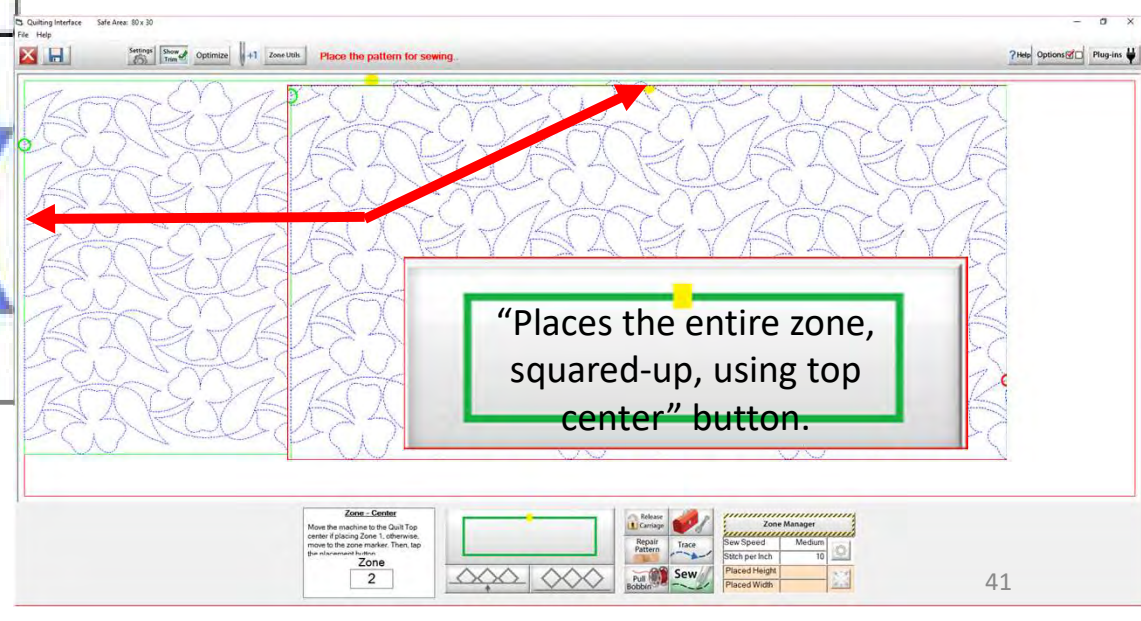 Quilting Interface Safe Area: 80 x 30
File Help
Settings Show Trim Optimize +1 Zone Utils Place the pattern for sewing.. ?Help Options Plug-ins
“Places the entire zone,
squared-up, using top
center” button.
Zone - Center
Move the machine to the Quilt Top
center if placing Zone 1, otherwise,
move to the zone marker. Then, tap
the placement button
Zone
2
Release
Carriage
Repair
Pattern
Trace
Pull
Bobbin
Sew
Zone Manager
Sew Speed Medium
Stitch per Inch 10
Placed Height
Placed Width
41